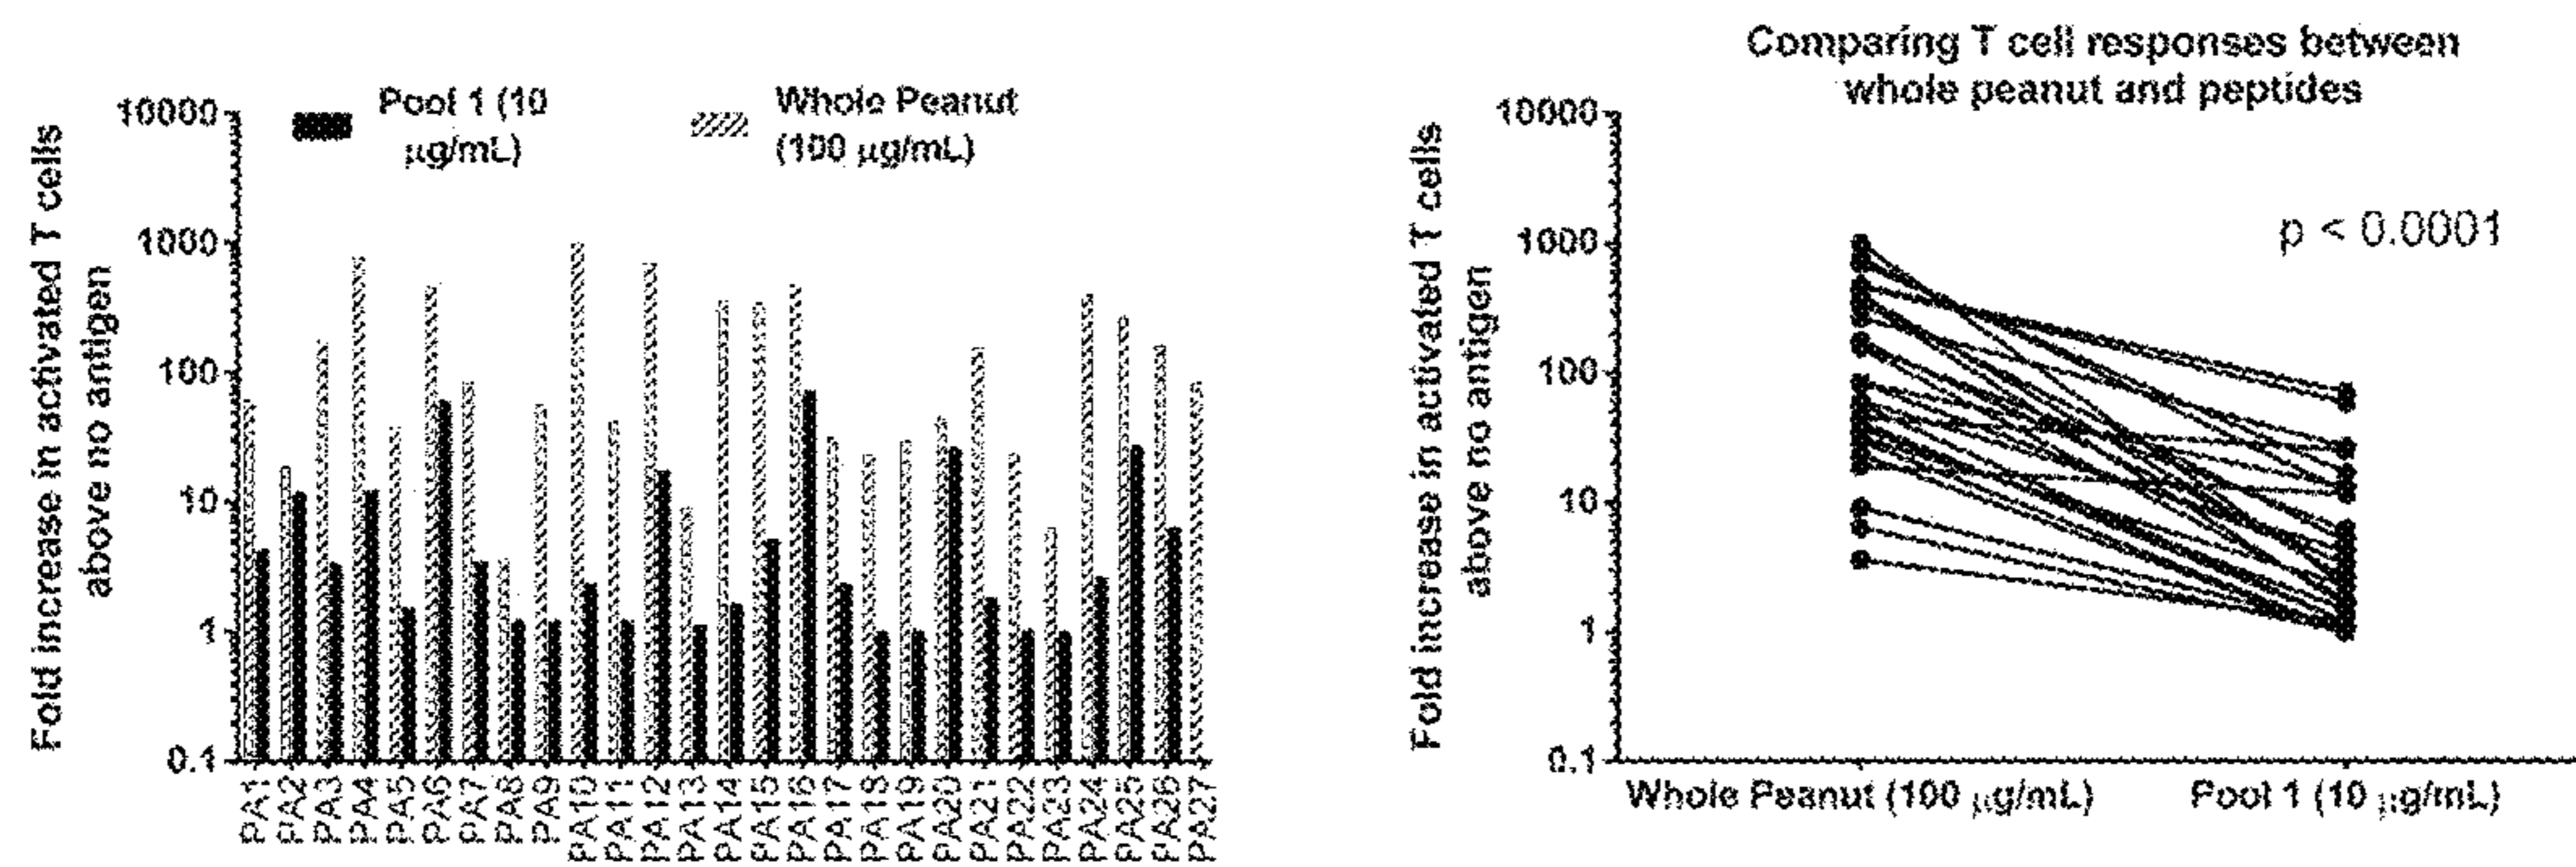 Fold increase in activated T cells
above no antigen
10000
1000
100
10
1
0.1
Pool 1 (10
μg/mL)
Whole Peanut
(100 μg/mL)
PA1
PA2
PA3
PA4
PA5
PA6
PA7
PA8
PA9
PA10
PA11
PA12
PA13
PA14
PA15
PA16
PA17
PA18
PA19
PA20
PA21
PA22
PA23
PA24
PA25
PA26
PA27
Comparing T cell responses between
whole peanut and peptides
Fold increase in activated T cells
above no antigen
10000
1000
100
10
1
0.1
p < 0.0001
Whole Peanut (100 μg/mL)
Pool 1 (10 μg/mL)